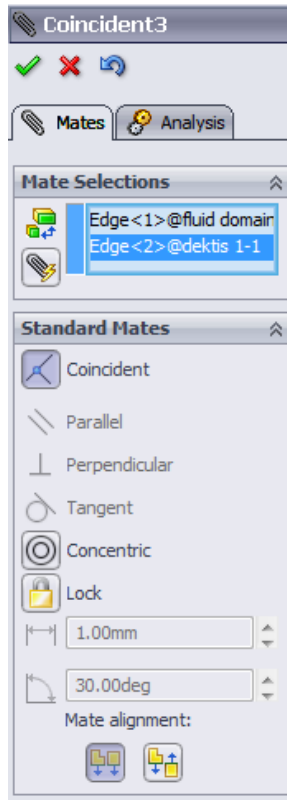 Coincident3
Mates
Analysis
Mate Selections
Edge<1>@fluid domain
Edge<2>@dektis 1-1
Standard Mates
Coincident
Parallel
Perpendicular
Tangent
Concentric
Lock
1.00mm
30.00deg
Mate alignment: